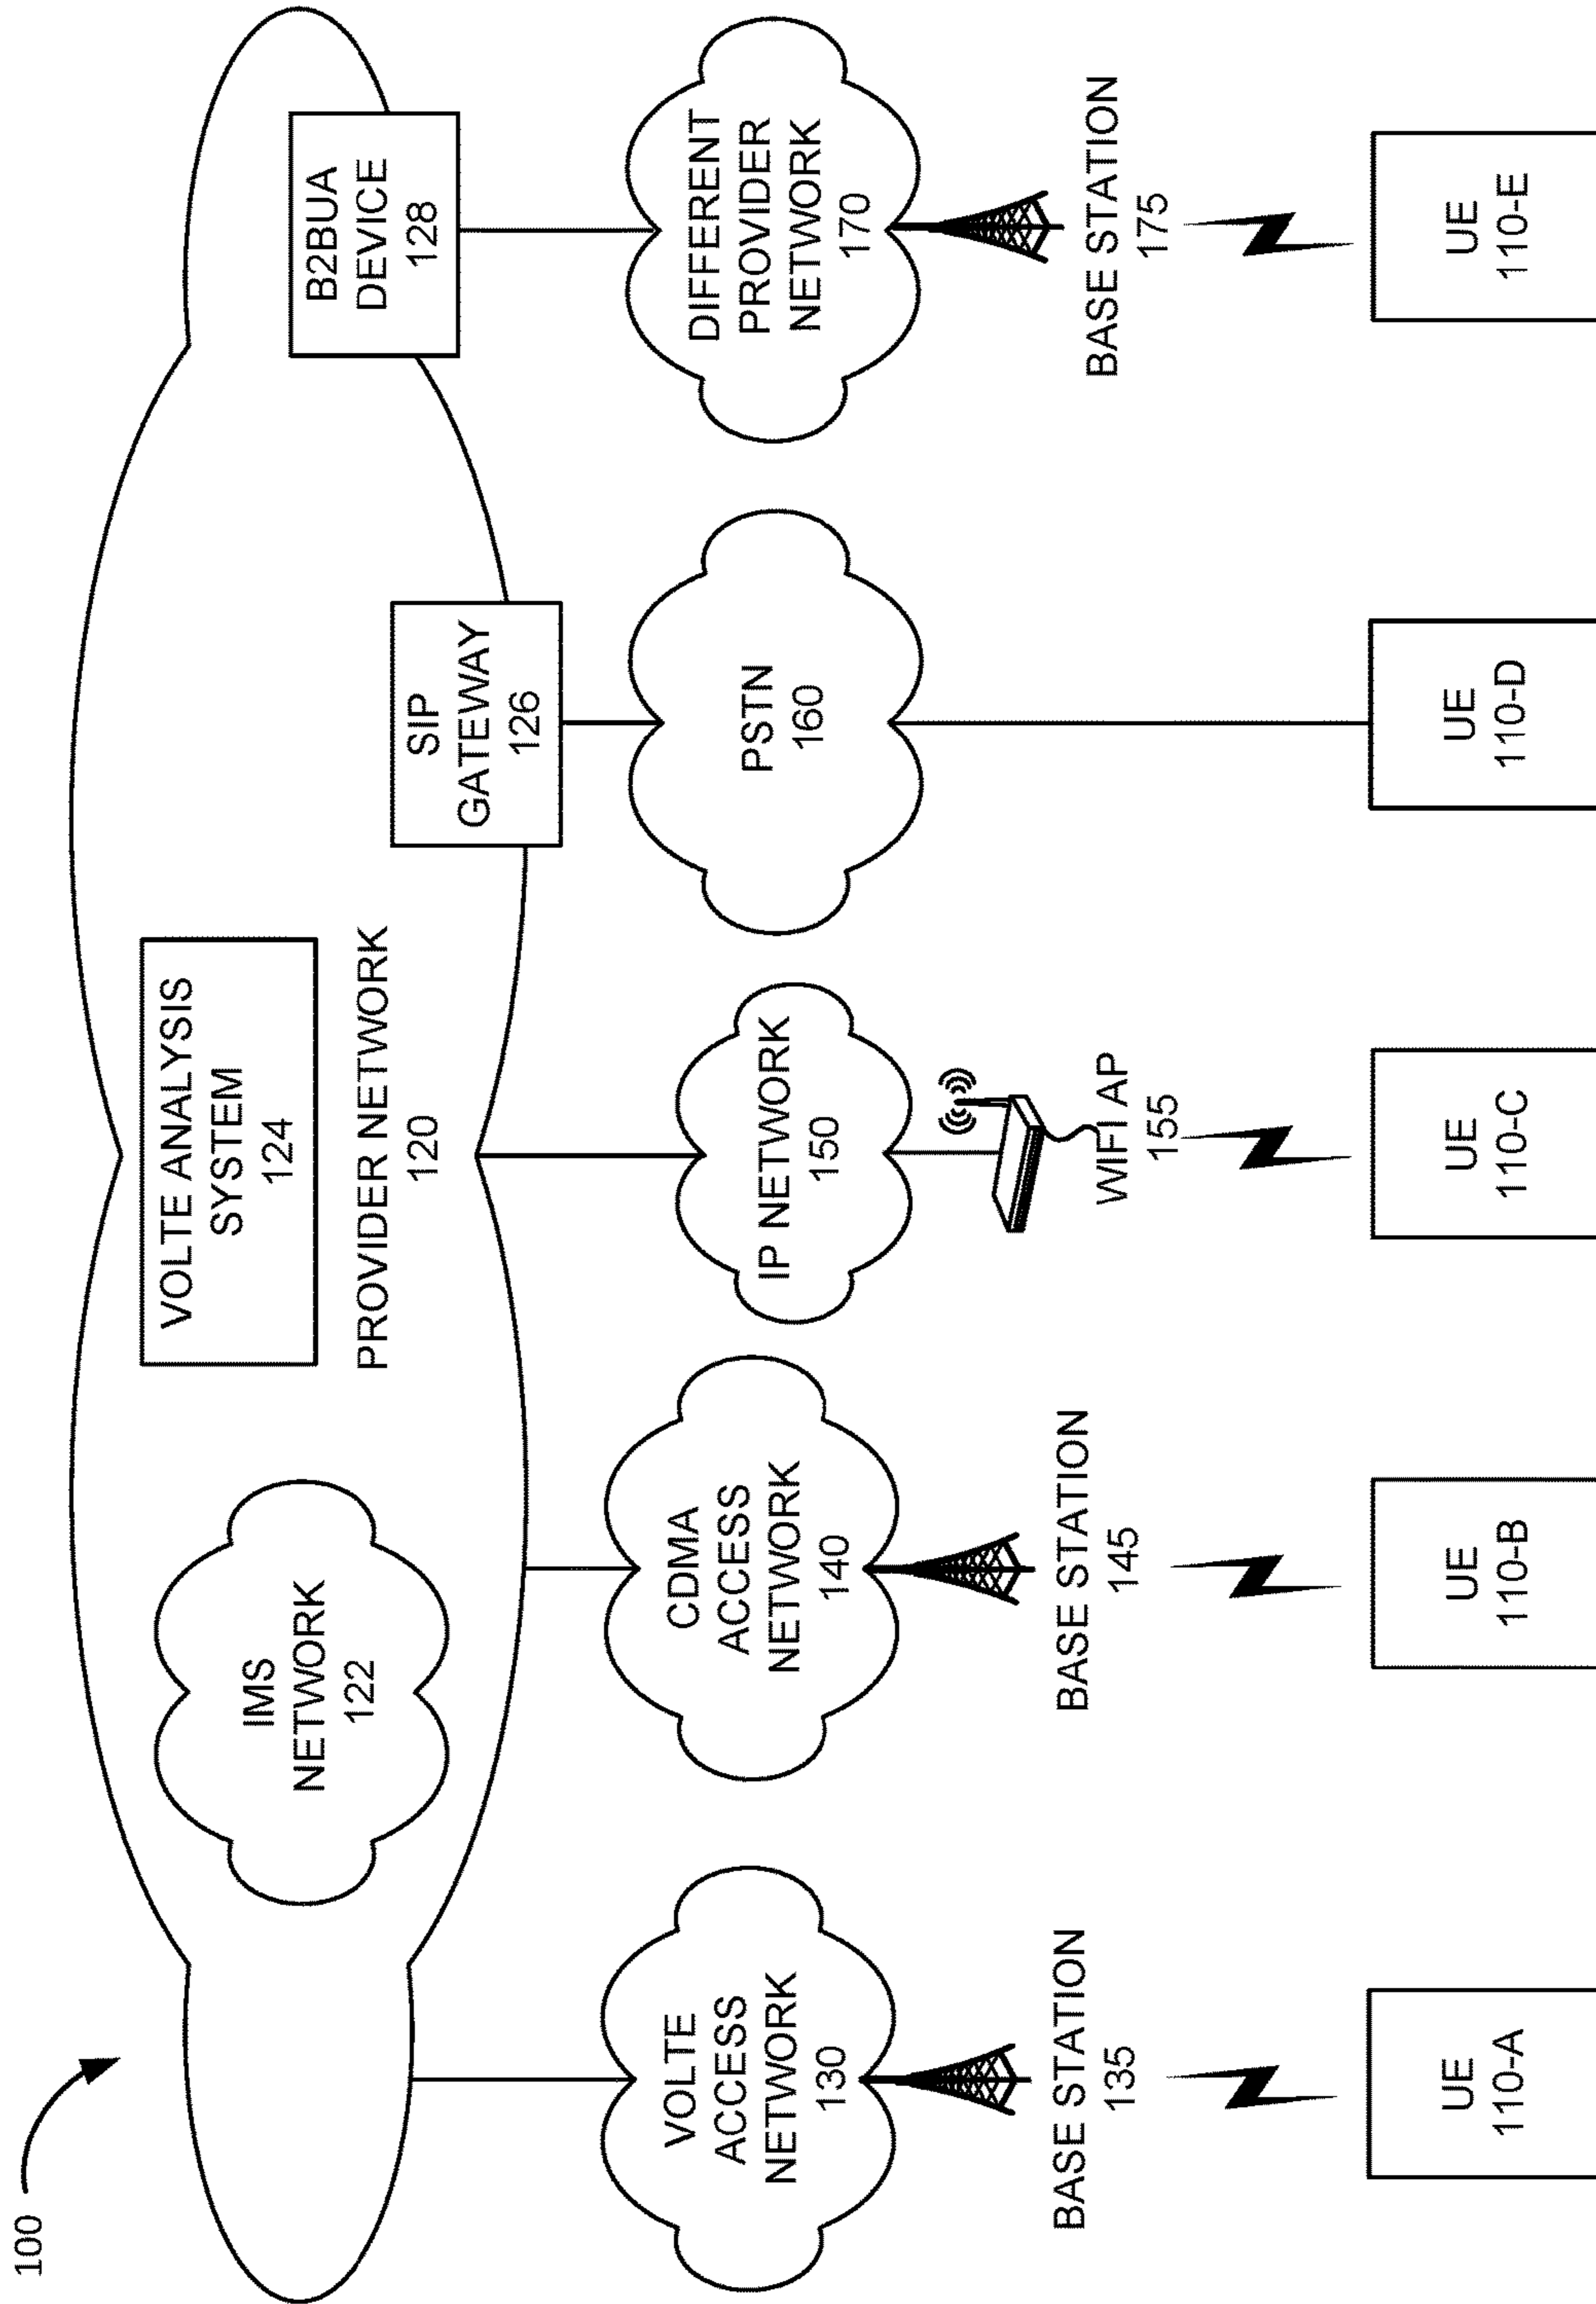 100
IMS
NETWORK
122
VOLTE ANALYSIS
SYSTEM
124
PROVIDER NETWORK
120
SIP
GATEWAY
126
B2BUA
DEVICE
128
VOLTE
ACCESS
NETWORK
130
CDMA
ACCESS
NETWORK
140
IP NETWORK
150
PSTN
160
DIFFERENT
PROVIDER
NETWORK
170
BASE STATION
135
BASE STATION
145
WIFI AP
155
BASE STATION
175
UE
110-A
UE
110-B
UE
110-C
UE
110-D
UE
110-E